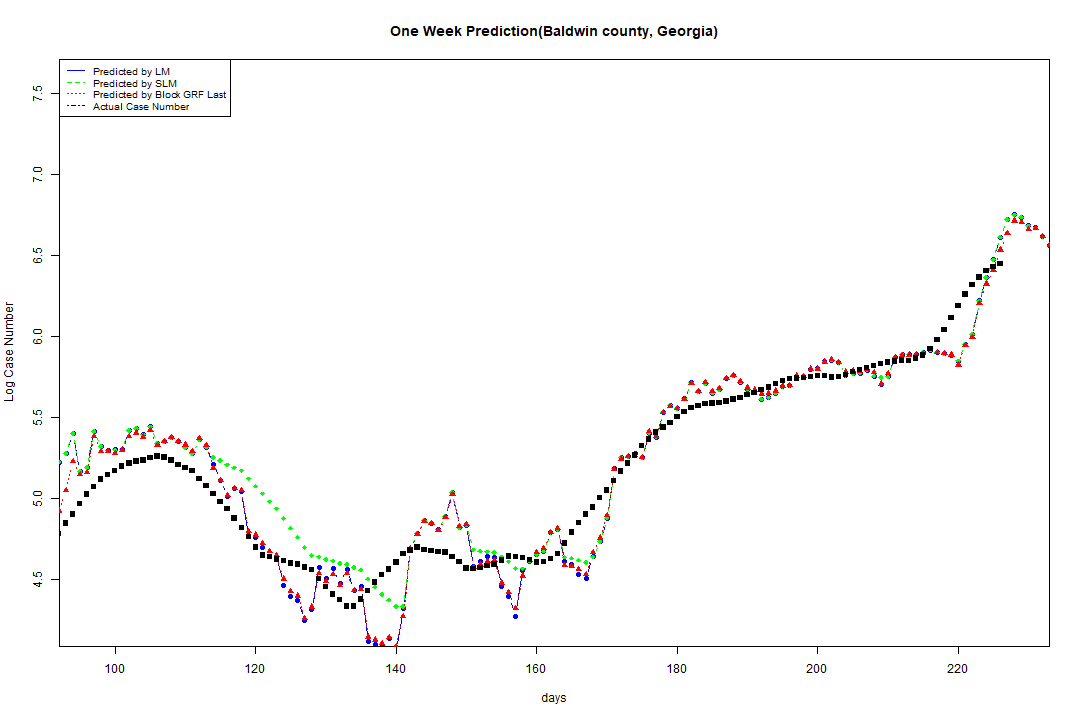 One Week Prediction(Baldwin county, Georgia)
Predicted by LM
Predicted by SLM
Predicted by Block GRF Last
Actual Case Number
7.5
7.0
6.5
6.0
5.5
5.0
4.5
Log Case Number
100 120 140 160 180 200 220
days